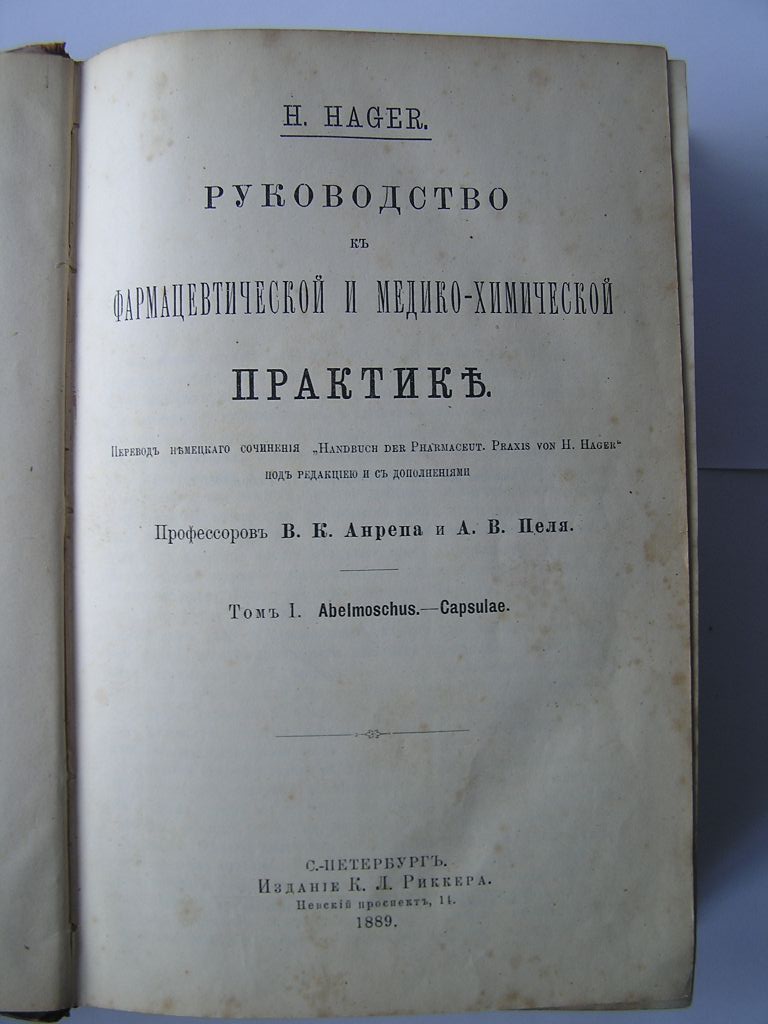 H. HAGER.
РУКОВОДСТВО
КЪ
ФАРМАЦЕВТИЧЕСКОЙ И МЕДИКО-ХИМИЧЕСКОЙ
ПРАКТИКѢ.
Переводъ нѣмецкаго сочиненія „Handbuch der Pharmaceut. Praxis von H. Hager“
подъ редакціею и съ дополненіями
Профессоровъ В. К. Анрепа и А. В. Пеля.
Томъ I. Abelmoschus.—Capsulae.
С.-ПЕТЕРБУРГЪ.
Изданіе К. Л. Риккера.
Невскій проспектъ, 14.
1889.